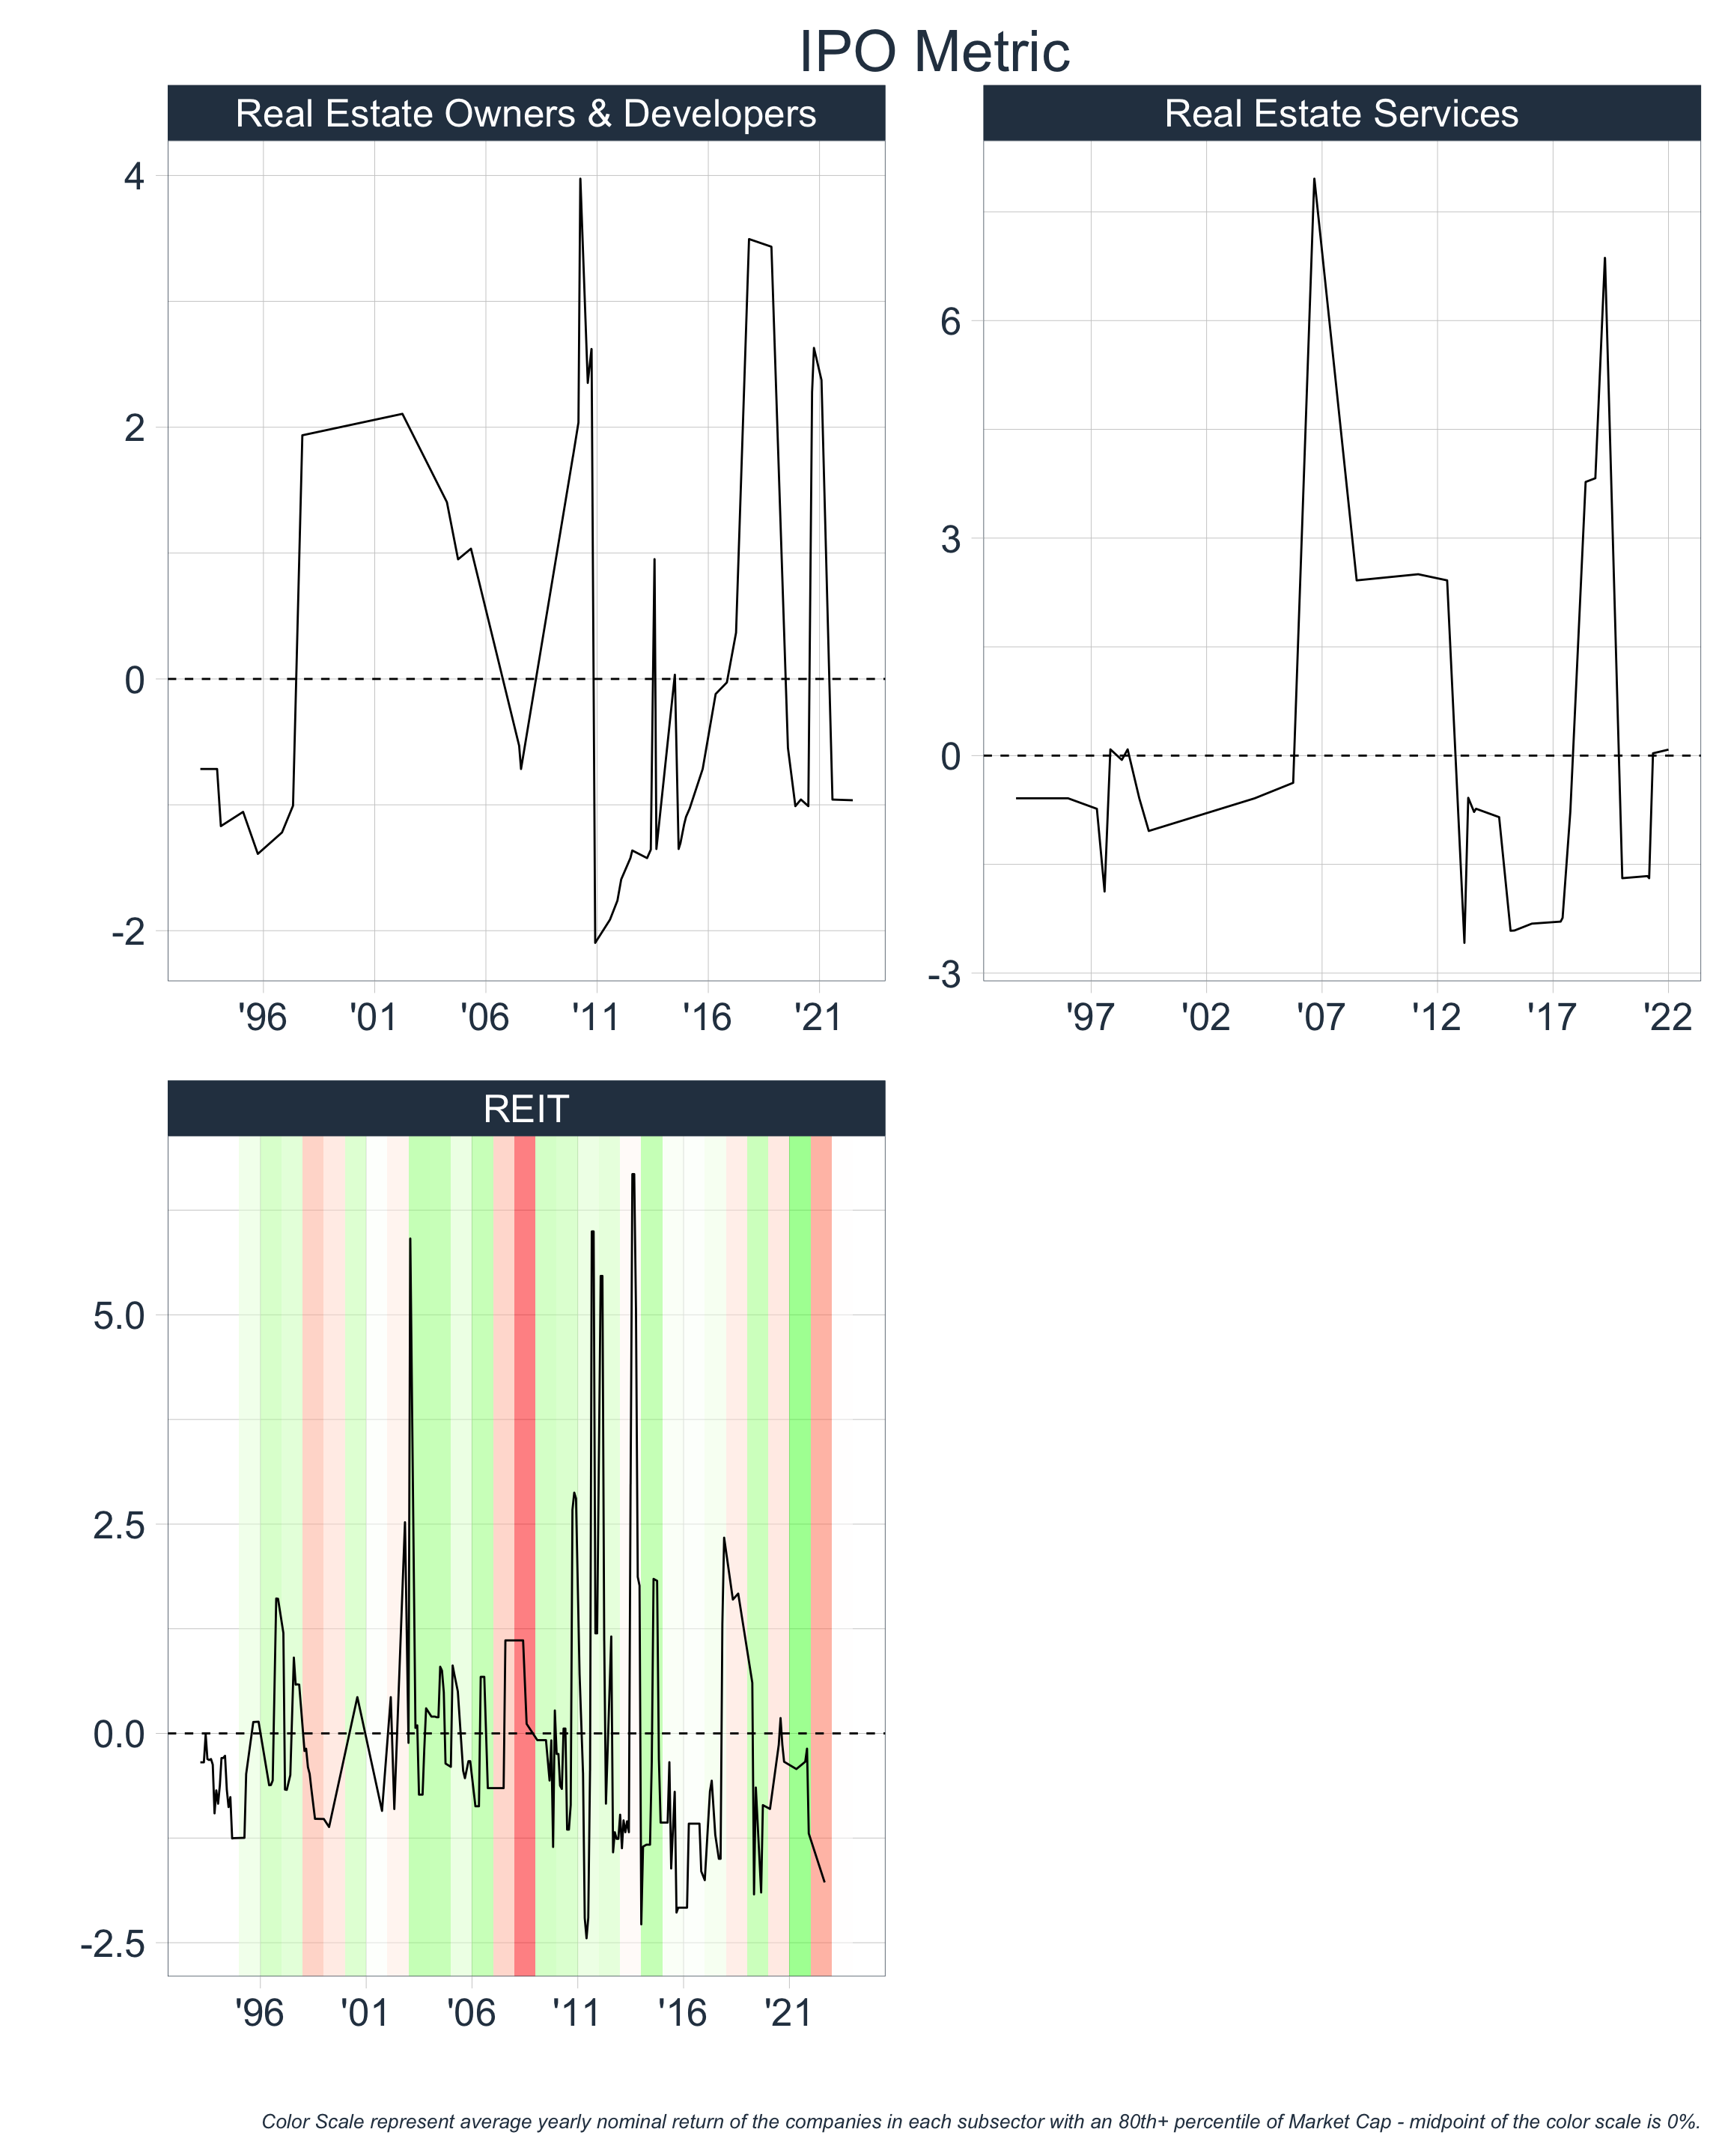 IPO Metric
Real Estate Owners & Developers
4
2
0
-2
'96 '01 '06 '11 '16 '21
Real Estate Services
6
3
0
-3
'97 '02 '07 '12 '17 '22
REIT
5.0
2.5
0.0
-2.5
'96 '01 '06 '11 '16 '21
Color Scale represent average yearly nominal return of the companies in each subsector with an 80th+ percentile of Market Cap - midpoint of the color scale is 0%.